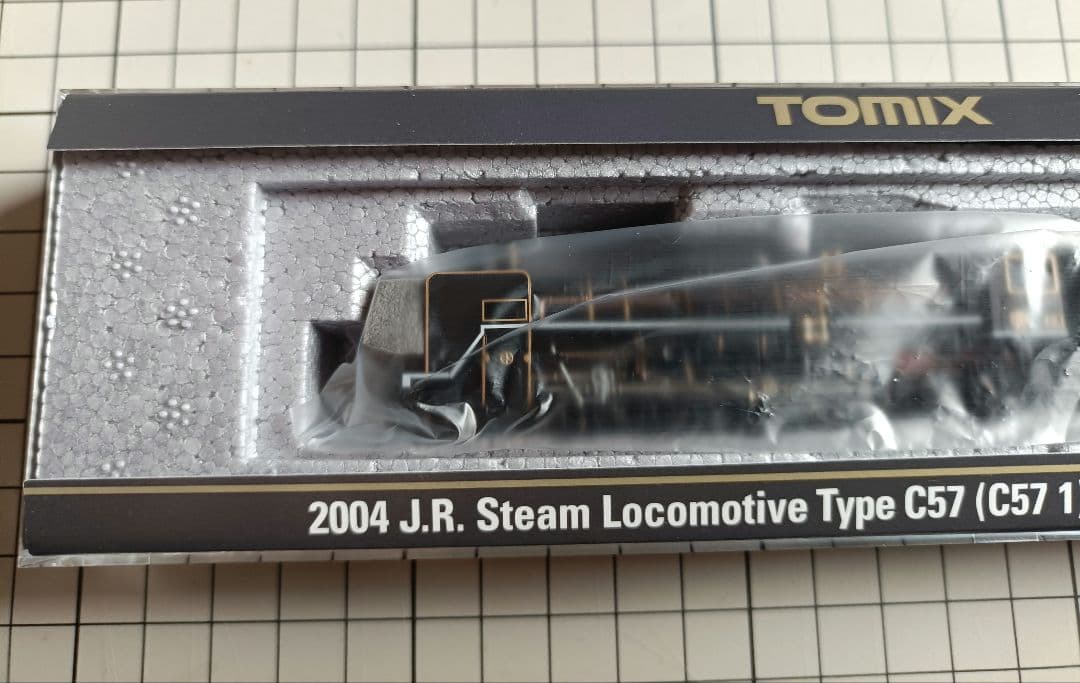 TOMIX
2004 J.R. Steam Locomotive Type C57 (C57 1)